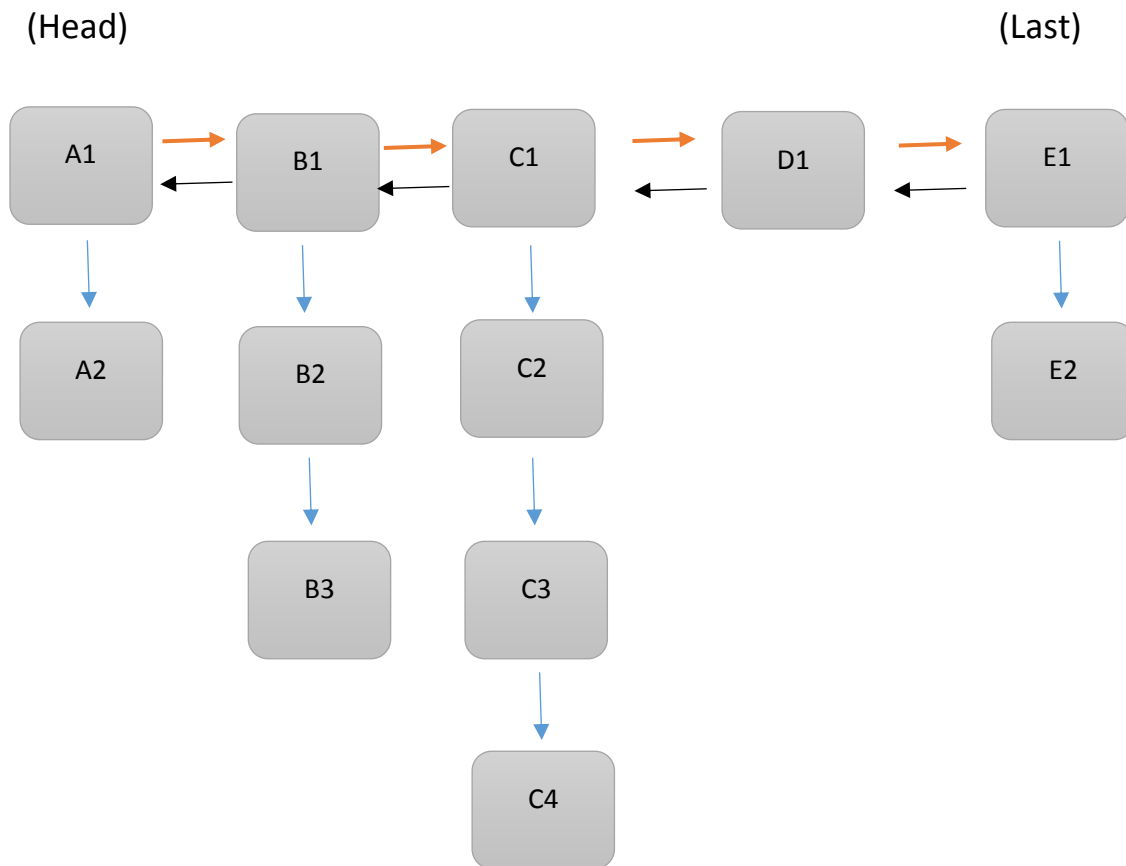 (Head) (Last)
A1 B1 C1 D1 E1
A2 B2 C2 E2
B3 C3
C4